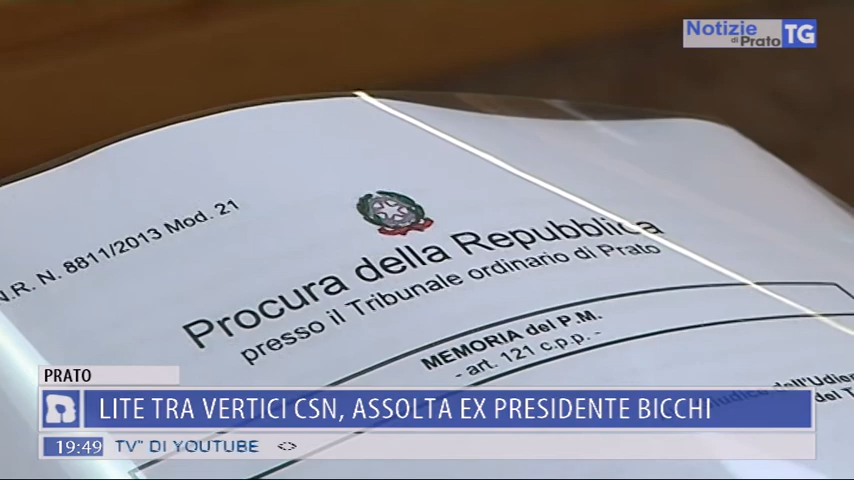 Notizie
di Prato TG
N.R. N. 8811/2013 Mod. 21
Procura della Repubblica
presso il Tribunale ordinario di Prato
MEMORIA del P.M.
- art. 121 c.p.p. -
PRATO
LITE TRA VERTICI CSN, ASSOLTA EX PRESIDENTE BICCHI
19:49 TV" DI YOUTUBE <>